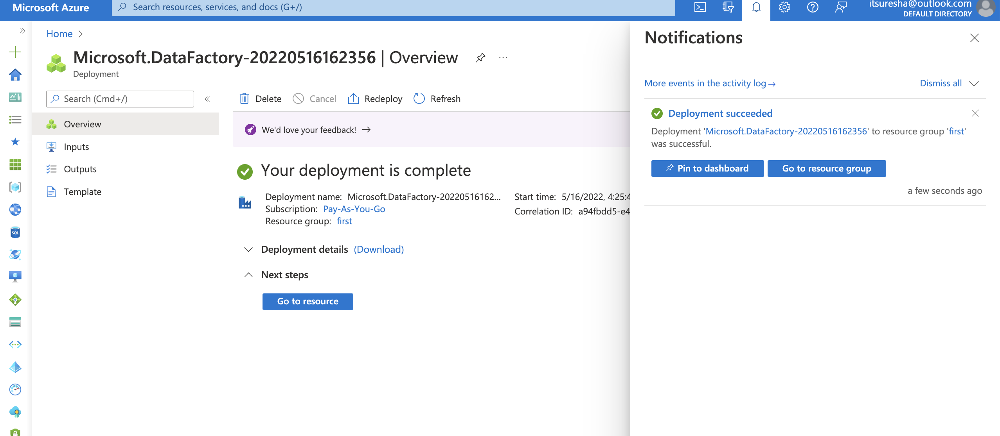 Microsoft Azure
Search resources, services, and docs (G+/)
itsuresha@outlook.com
DEFAULT DIRECTORY
Home
Microsoft.DataFactory-20220516162356 | Overview
Deployment
Search (Cmd+/)
Overview
Inputs
Outputs
Template
Delete
Cancel
Redeploy
Refresh
We'd love your feedback!
Your deployment is complete
Deployment name: Microsoft.DataFactory-20220516162...
Subscription: Pay-As-You-Go
Resource group: first
Start time: 5/16/2022, 4:25:4
Correlation ID: a94fbdd5-e4
Deployment details (Download)
Next steps
Go to resource
SQL
Notifications
More events in the activity log
Dismiss all
Deployment succeeded
Deployment 'Microsoft.DataFactory-20220516162356' to resource group 'first'
was successful.
Pin to dashboard
Go to resource group
a few seconds ago